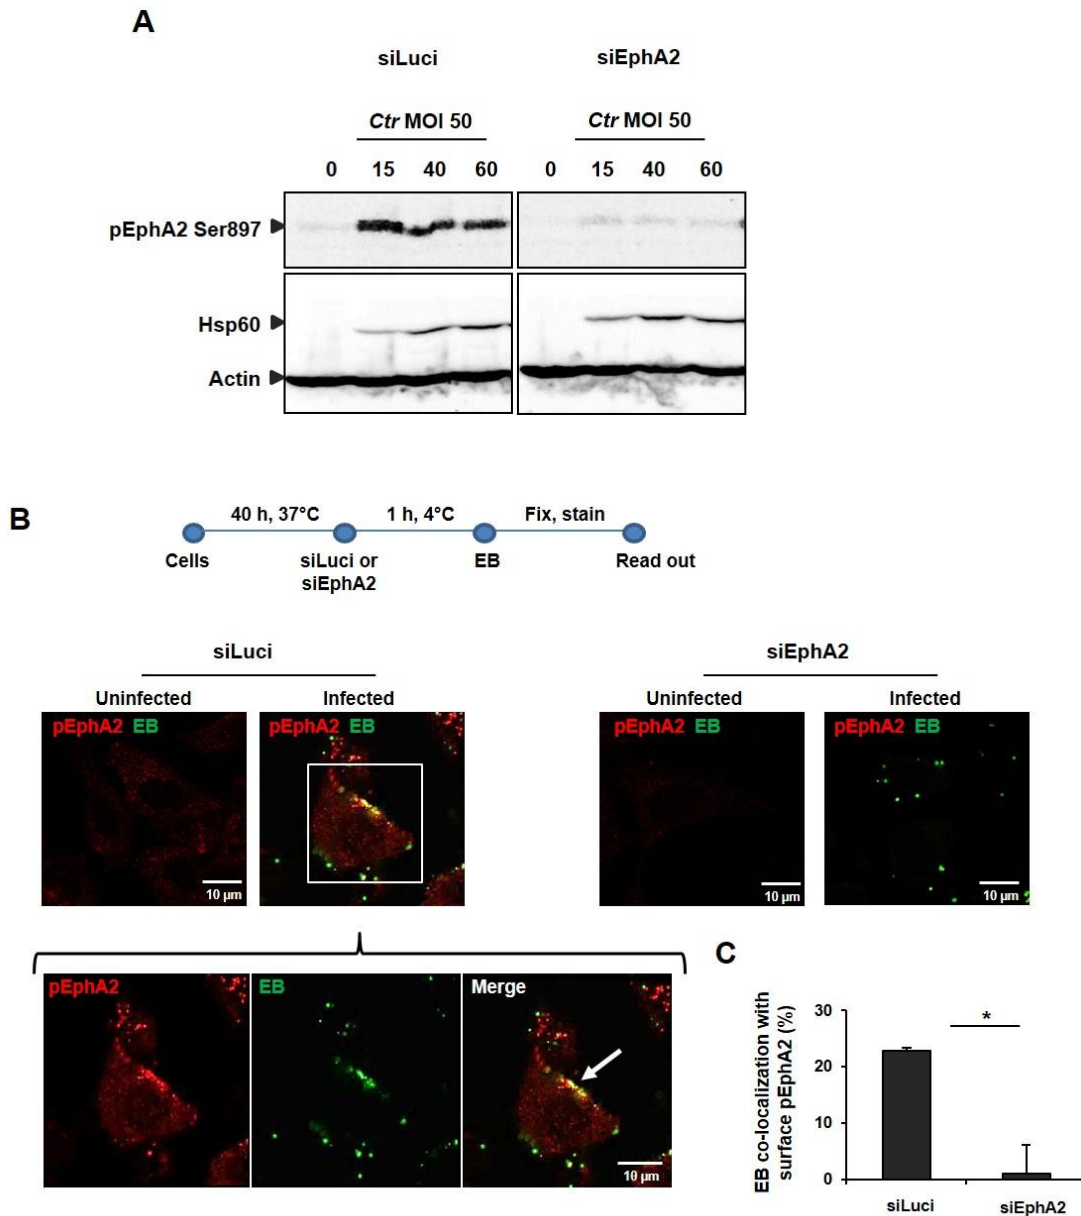 A
siLuci siEphA2
Ctr MOI 50 Ctr MOI 50
0 15 40 60 0 15 40 60
pEphA2 Ser897
Hsp60
Actin
B
40 h, 37°C 1 h, 4°C Fix, stain
Cells siLuci or siEphA2 EB Read out
siLuci siEphA2
Uninfected Infected Uninfected Infected
pEphA2 EB pEphA2 EB pEphA2 EB pEphA2 EB
10 µm 10 µm 10 µm
pEphA2 EB Merge
10 µm
C
EB co-localization with
surface pEphA2 (%)
30
20
10
0
*
siLuci siEphA2